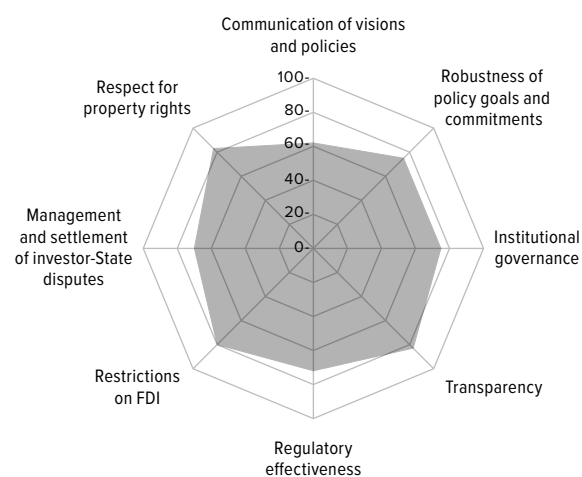 Communication of visions
and policies
Robustness of
policy goals and
commitments
Institutional
governance
Transparency
Regulatory
effectiveness
Restrictions
on FDI
Management
and settlement
of investor-State
disputes
Respect for
property rights
100-
80-
60-
40-
20-
0-